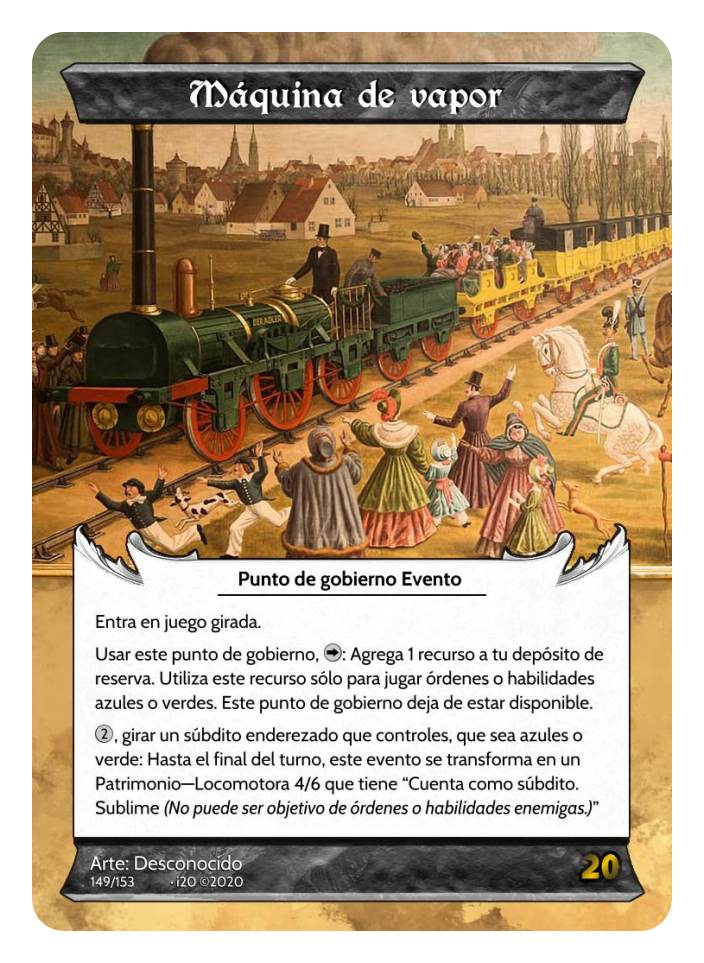 Máquina de vapor
DER ADLER
Punto de gobierno Evento
Entra en juego girada.
Usar este punto de gobierno, ➡: Agrega 1 recurso a tu depósito de
reserva. Utiliza este recurso sólo para jugar órdenes o habilidades
azules o verdes. Este punto de gobierno deja de estar disponible.
2, girar un súbdito enderezado que controles, que sea azules o
verde: Hasta el final del turno, este evento se transforma en un
Patrimonio—Locomotora 4/6 que tiene “Cuenta como súbdito.
Sublime (No puede ser objetivo de órdenes o habilidades enemigas.)”
Arte: Desconocido
20
149/153 · i20 ©2020